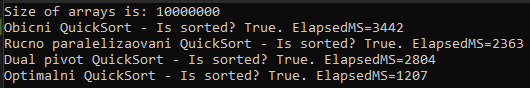 Size of arrays is: 10000000
Obicni QuickSort - Is sorted? True. ElapsedMS=3442
Rucno paralelizaovani QuickSort - Is sorted? True. ElapsedMS=2363
Dual pivot QuickSort - Is sorted? True. ElapsedMS=2804
Optimalni QuickSort - Is sorted? True. ElapsedMS=1207